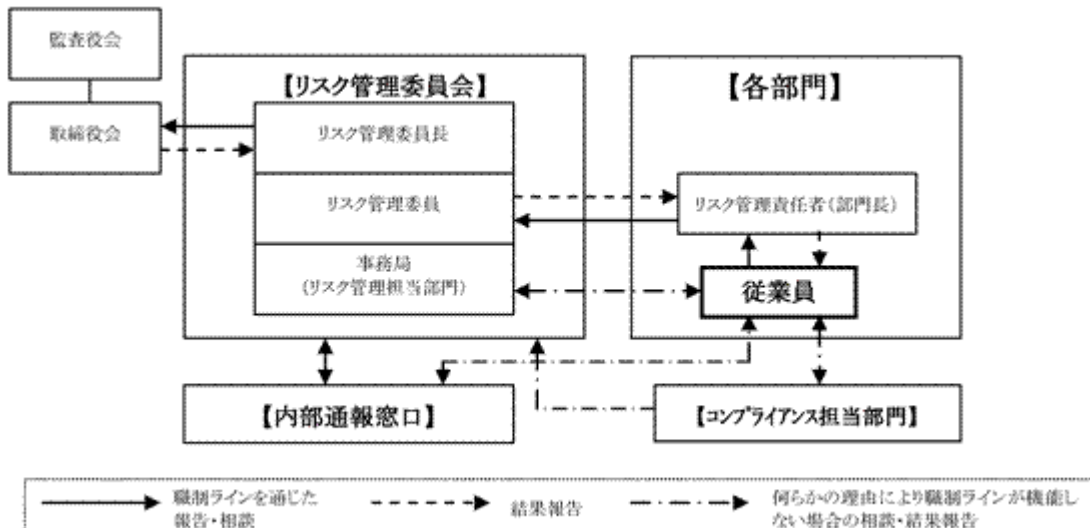 監査役会
取締役会
【リスク管理委員会】
リスク管理委員長
リスク管理委員
事務局
(リスク管理担当部門)
【各部門】
リスク管理責任者(部門長)
従業員
【内部通報窓口】
【コンプライアンス担当部門】
職制ラインを通じた
報告・相談
結果報告
何らかの理由により職制ラインが機能し
ない場合の相談・結果報告